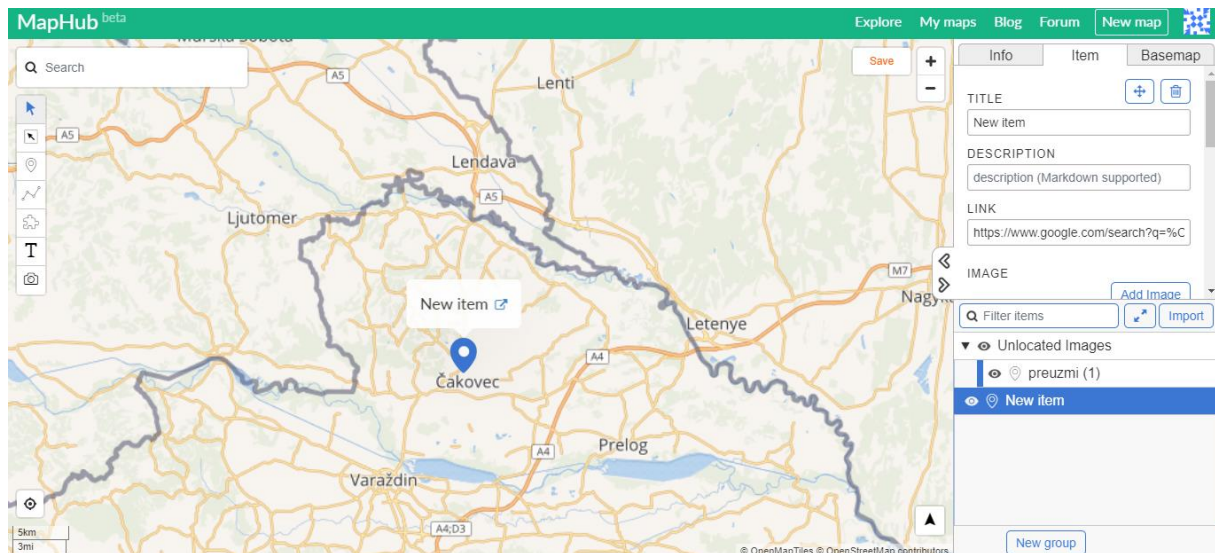 MapHub beta
Explore My maps Blog Forum New map
Search
Save
+
−
Info Item Basemap
TITLE
New item
DESCRIPTION
description (Markdown supported)
LINK
https://www.google.com/search?q=%C
IMAGE
Add Image
Filter items
Import
Unlocated Images
preuzmi (1)
New item
New group
T
A5
Lenti
A5
Lendava
A5
Ljutomer
M7
New item
Letenye
A4
Čakovec
A4
Prelog
Varaždin
A4;D3
5km
3mi
© OpenMapTiles © OpenStreetMap contributors